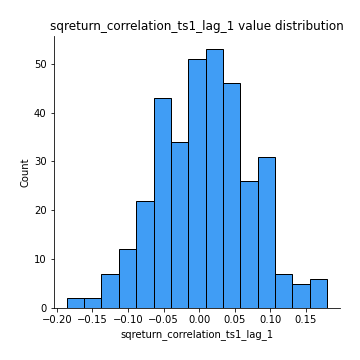 sqreturn_correlation_ts1_lag_1 value distribution
50
40
30
20
10
0
Count
−0.20 −0.15 −0.10 −0.05 0.00 0.05 0.10 0.15
sqreturn_correlation_ts1_lag_1